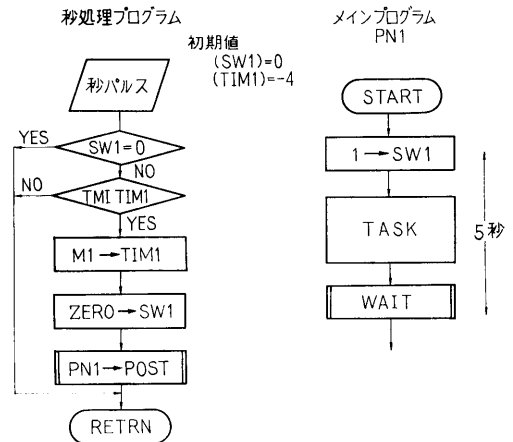 秒処理プログラム
初期値
(SW1)=0
(TIM1)=-4
秒パルス
YES
SW1=0
NO
NO
TMI TIM1
YES
M1→TIM1
ZERO→SW1
PN1→POST
RETRN
メインプログラム
PN1
START
1→SW1
TASK
5秒
WAIT